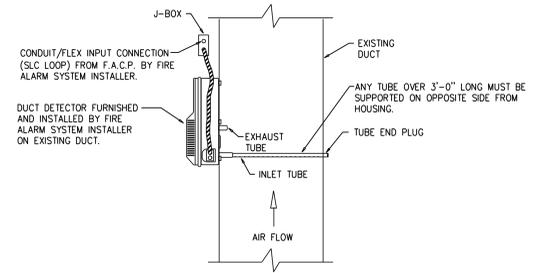 J-BOX
CONDUIT/FLEX INPUT CONNECTION
(SLC LOOP) FROM F.A.C.P. BY FIRE
ALARM SYSTEM INSTALLER.
EXISTING
DUCT
ANY TUBE OVER 3'-0" LONG MUST BE
SUPPORTED ON OPPOSITE SIDE FROM
HOUSING.
DUCT DETECTOR FURNISHED
AND INSTALLED BY FIRE
ALARM SYSTEM INSTALLER
ON EXISTING DUCT.
EXHAUST
TUBE
TUBE END PLUG
INLET TUBE
AIR FLOW